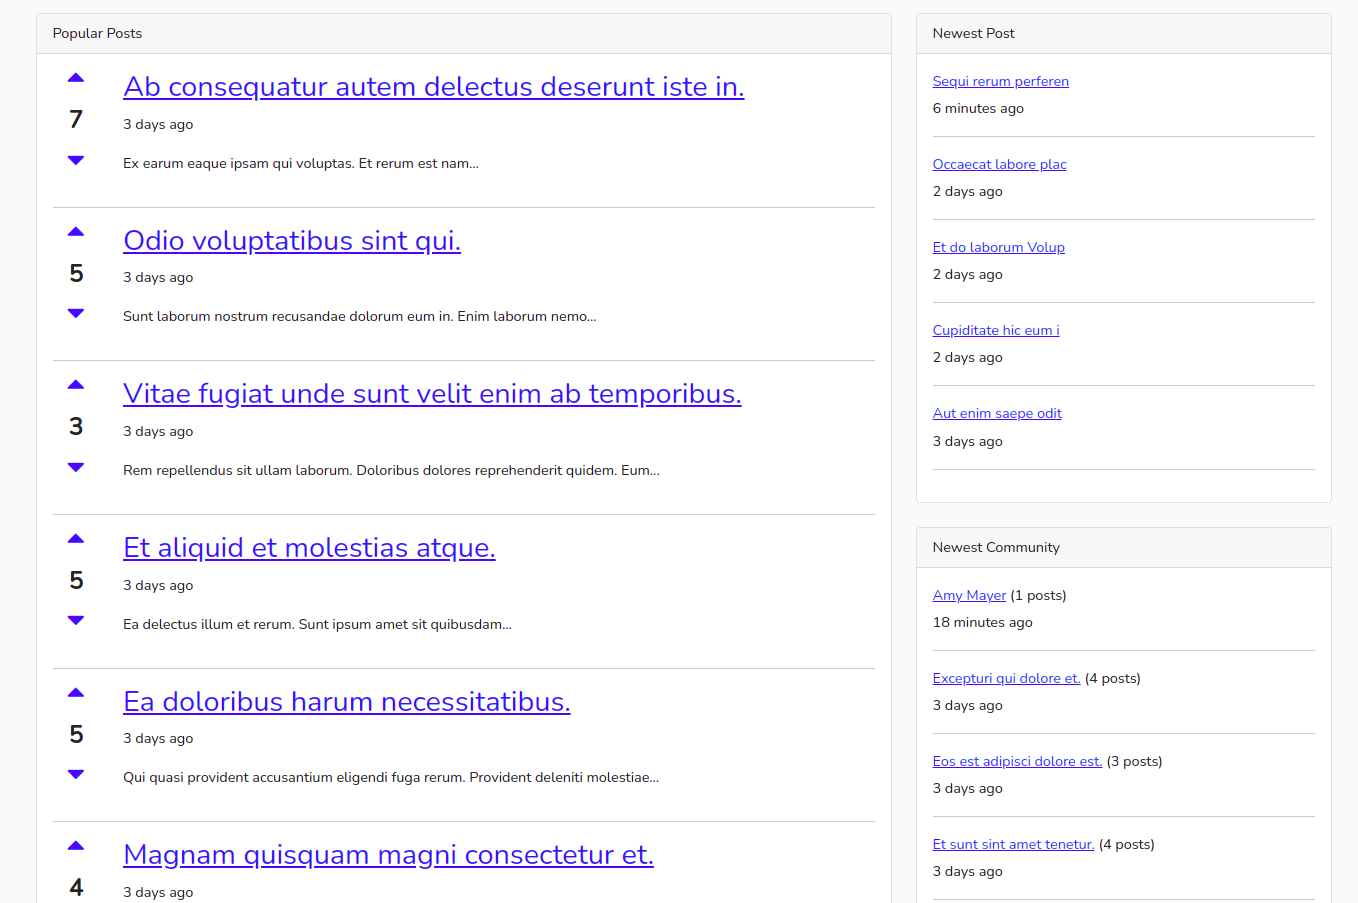 Popular Posts
Ab consequatur autem delectus deserunt iste in.
7
3 days ago
Ex earum eaque ipsam qui voluptas. Et rerum est nam...
Odio voluptatibus sint qui.
5
3 days ago
Sunt laborum nostrum recusandae dolorum eum in. Enim laborum nemo...
Vitae fugiat unde sunt velit enim ab temporibus.
3
3 days ago
Rem repellendus sit ullam laborum. Doloribus dolores reprehenderit quidem. Eum...
Et aliquid et molestias atque.
5
3 days ago
Ea delectus illum et rerum. Sunt ipsum amet sit quibusdam...
Ea doloribus harum necessitatibus.
5
3 days ago
Qui quasi provident accusantium eligendi fuga rerum. Provident deleniti molestiae...
Magnam quisquam magni consectetur et.
4
3 days ago
Newest Post
Sequi rerum perferen
6 minutes ago
Occaecat labore plac
2 days ago
Et do laborum Volup
2 days ago
Cupiditate hic eum i
2 days ago
Aut enim saepe odit
3 days ago
Newest Community
Amy Mayer (1 posts)
18 minutes ago
Excepturi qui dolore et. (4 posts)
3 days ago
Eos est adipisci dolore est. (3 posts)
3 days ago
Et sunt sint amet tenetur. (4 posts)
3 days ago